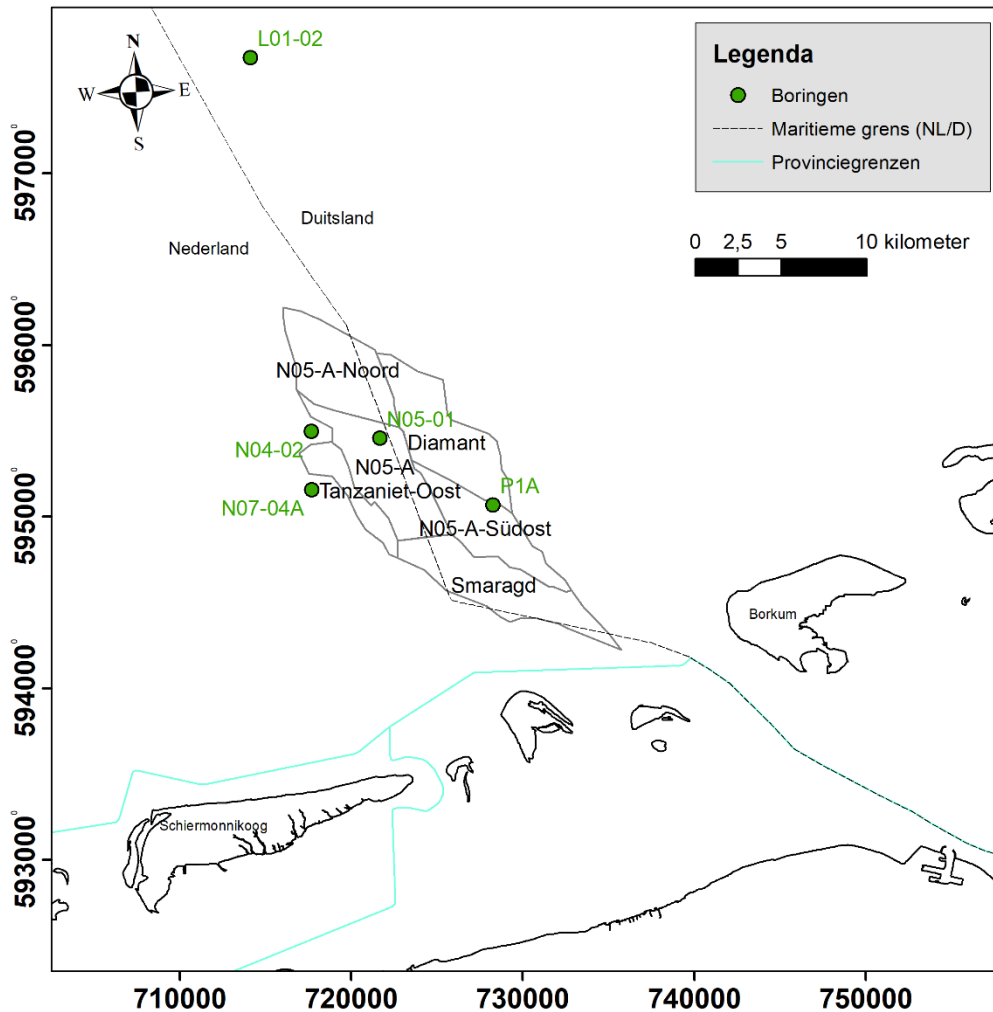 L01-02
N
W
E
S
Legenda
Boringen
Maritieme grens (NL/D)
Provinciegrenzen
0 2,5 5 10 kilometer
Duitsland
Nederland
N05-A-Noord
N05-01
Diamant
N04-02
N05-A
Tanzaniet-Oost
P1A
N07-04A
N05-A-Südost
Smaragd
Borkum
Schiermonnikoog
597000°
596000°
595000°
594000°
593000°
710000 720000 730000 740000 750000